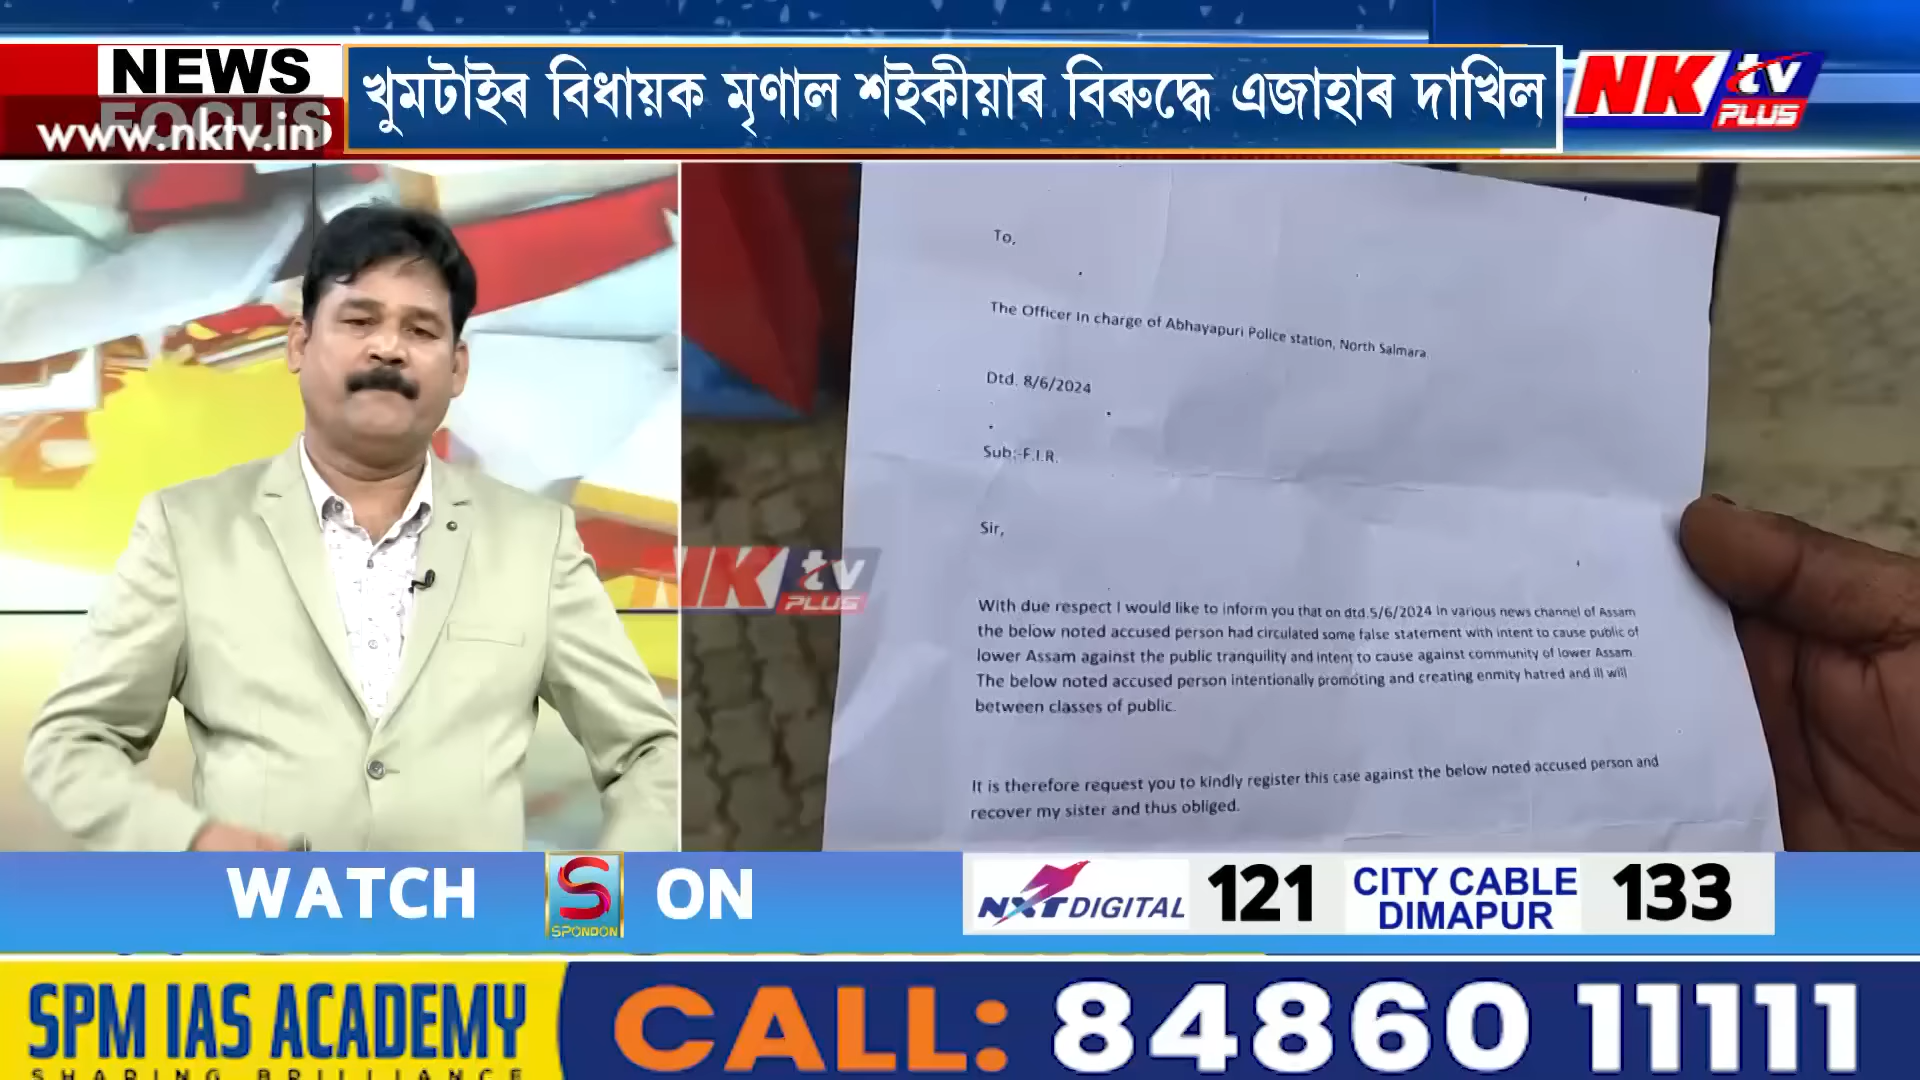 NEWS
FOCUS
www.nktv.in
খুমটাইৰ বিধায়ক মৃণাল শইকীয়াৰ বিৰুদ্ধে এজাহাৰ দাখিল
NK tv
PLUS
To,
The Officer In charge of Abhayapuri Police station, North Salmara
Dtd. 8/6/2024
Sub:-F.I.R.
Sir,
With due respect I would like to inform you that on dtd.5/6/2024 in various news channel of Assam
the below noted accused person had circulated some false statement with intent to cause public of
lower Assam against the public tranquility and intent to cause against community of lower Assam.
The below noted accused person intentionally promoting and creating enmity hatred and ill will
between classes of public.
It is therefore request you to kindly register this case against the below noted accused person and
recover my sister and thus obliged.
NK tv
PLUS
WATCH S ON
SPONDON
NXT DIGITAL 121 CITY CABLE DIMAPUR 133
SPM IAS ACADEMY
SHARING BRILLIANCE
CALL: 84860 11111